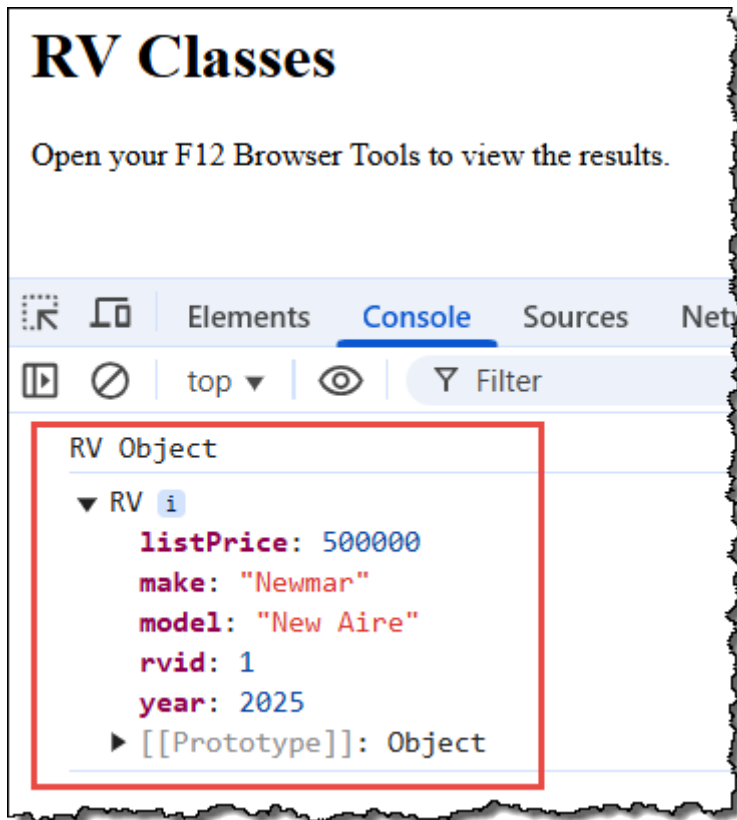 RV Classes
Open your F12 Browser Tools to view the results.
Elements Console Sources Net
top ▼ Filter
RV Object
▼ RV i
listPrice: 500000
make: "Newmar"
model: "New Aire"
rvid: 1
year: 2025
▶ [[Prototype]]: Object